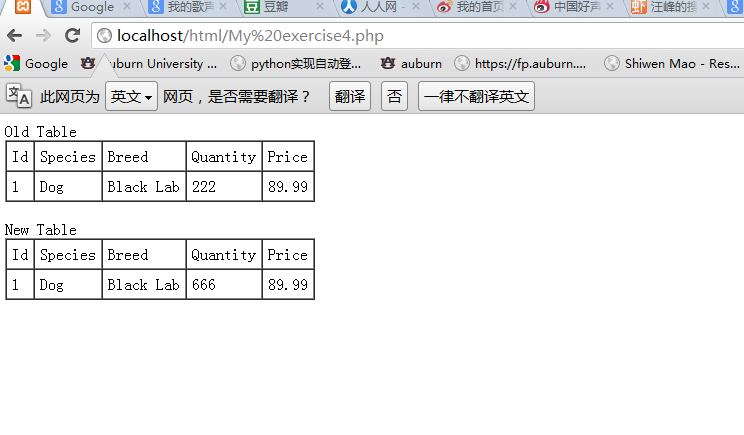 Google 我的歌声 豆瓣 人人网 - 我的首页 中国好声 汪峰的搜
localhost/html/My%20exercise4.php
Google auburn University ... python实现自动登... auburn https://fp.auburn.... Shiwen Mao - Res...
此网页为 英文 网页，是否需要翻译？ 翻译 否 一律不翻译英文
Old Table
Id Species Breed Quantity Price
1 Dog Black Lab 222 89.99
New Table
Id Species Breed Quantity Price
1 Dog Black Lab 666 89.99